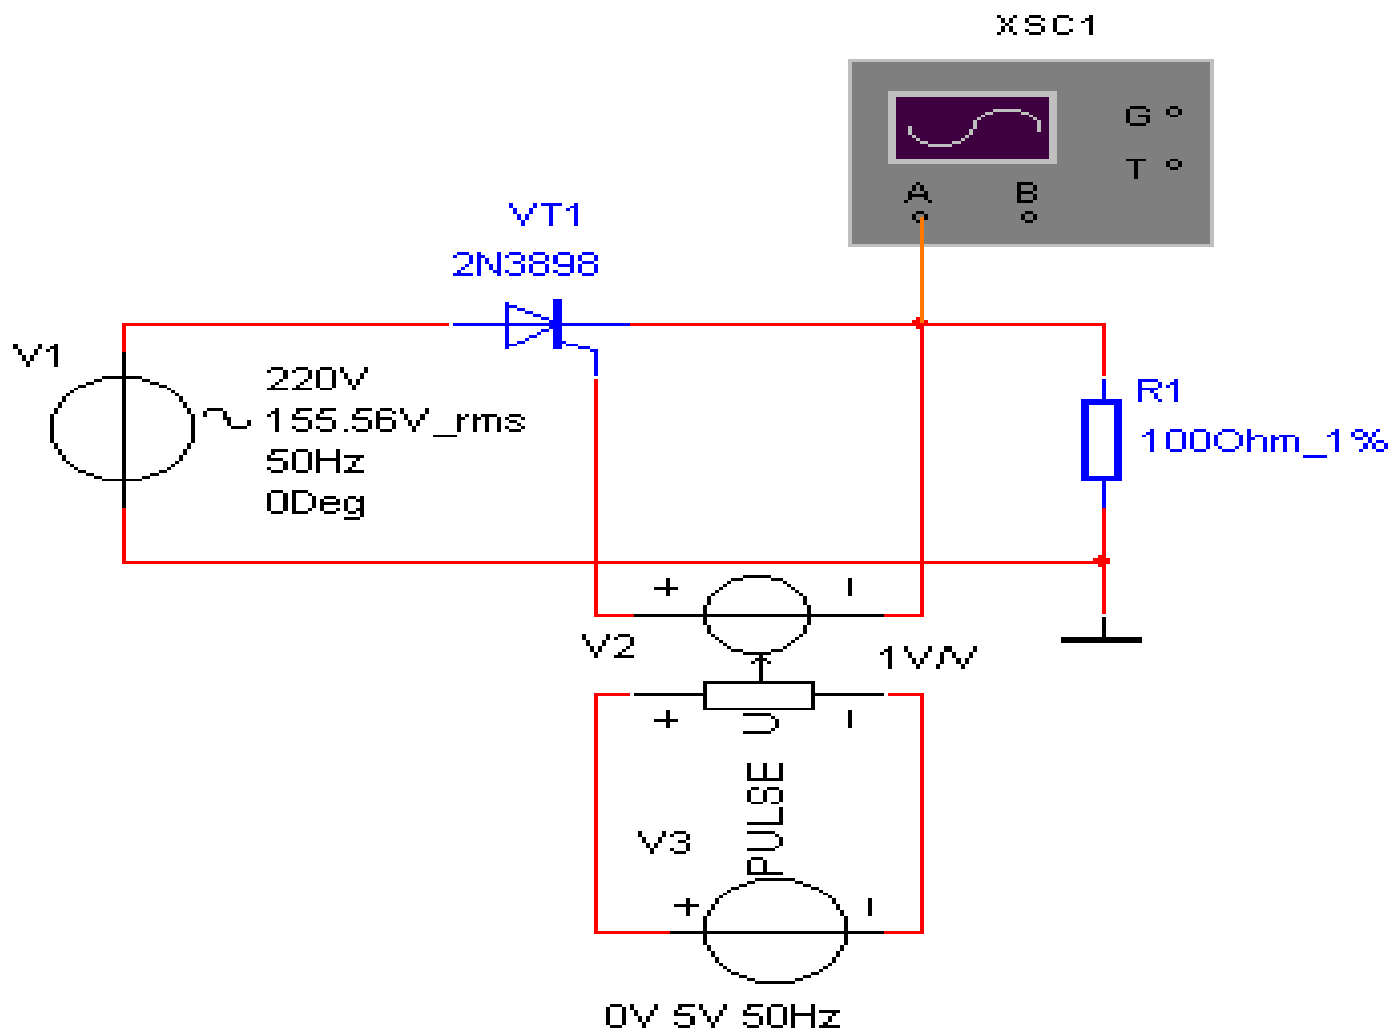 XSC1
G
T
A B
VT1
2N3898
V1
220V
155.56V_rms
50Hz
0Deg
R1
100Ohm_1%
+ -
V2
1V/V
+ -
U
PULSE
V3
+ -
0V 5V 50Hz